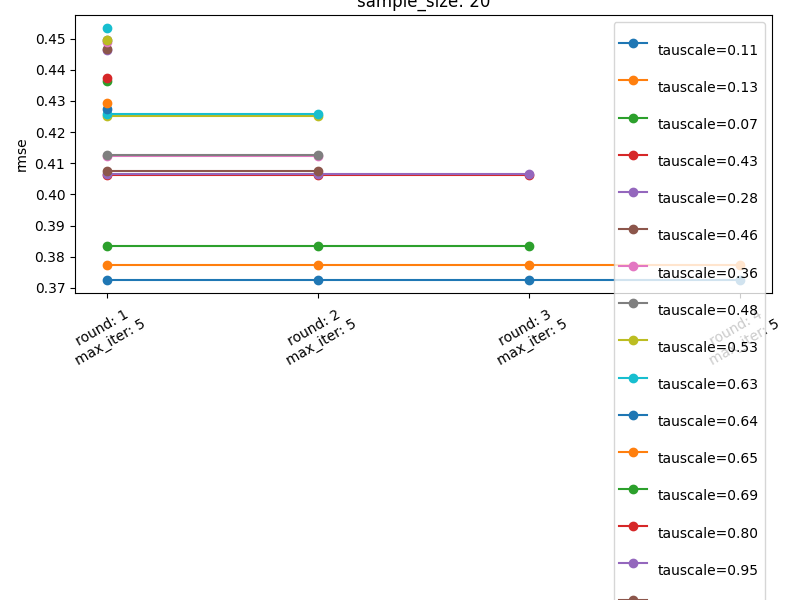 sample_size: 20
rmse
0.45
0.44
0.43
0.42
0.41
0.40
0.39
0.38
0.37
round: 1
max_iter: 5
round: 2
max_iter: 5
round: 3
max_iter: 5
round: 4
max_iter: 5
tauscale=0.11
tauscale=0.13
tauscale=0.07
tauscale=0.43
tauscale=0.28
tauscale=0.46
tauscale=0.36
tauscale=0.48
tauscale=0.53
tauscale=0.63
tauscale=0.64
tauscale=0.65
tauscale=0.69
tauscale=0.80
tauscale=0.95